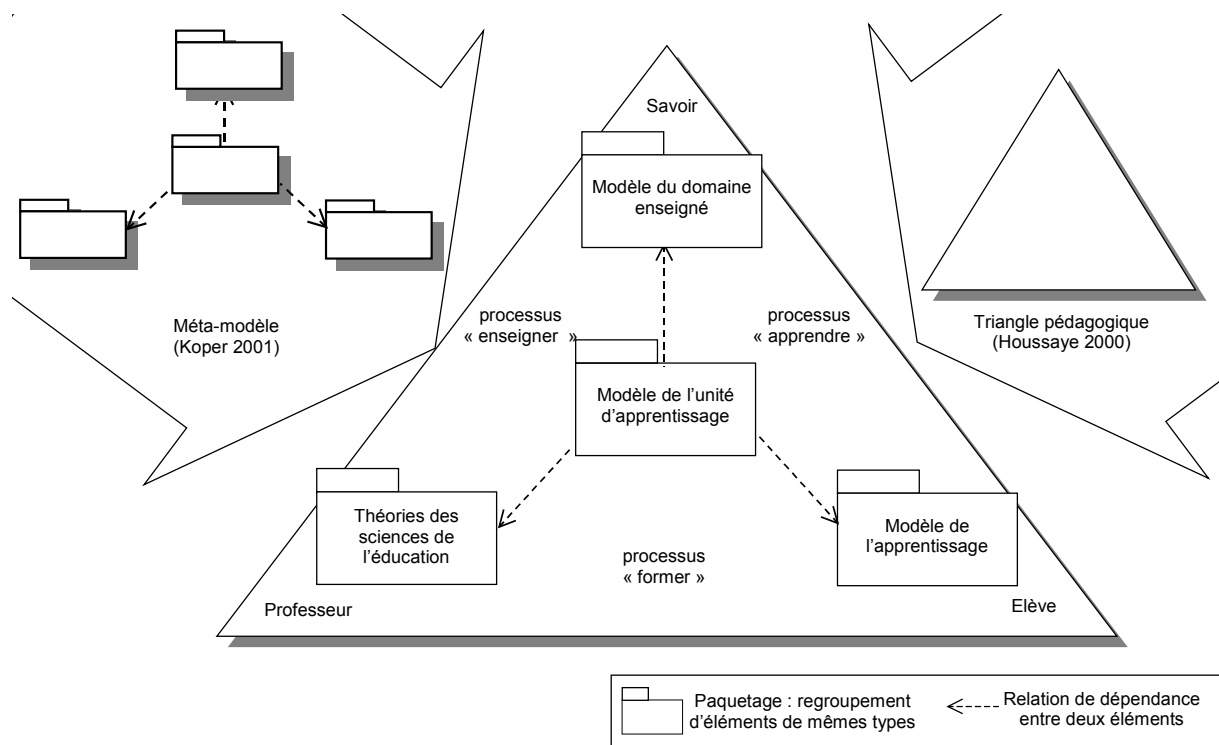 Savoir
Modèle du domaine
enseigné
processus
« enseigner »
processus
« apprendre »
Méta-modèle
(Koper 2001)
Triangle pédagogique
(Houssaye 2000)
Modèle de l'unité
d'apprentissage
Théories des
sciences de
l'éducation
processus
« former »
Modèle de
l'apprentissage
Professeur
Elève
Paquetage : regroupement
d'éléments de mêmes types
Relation de dépendance
entre deux éléments